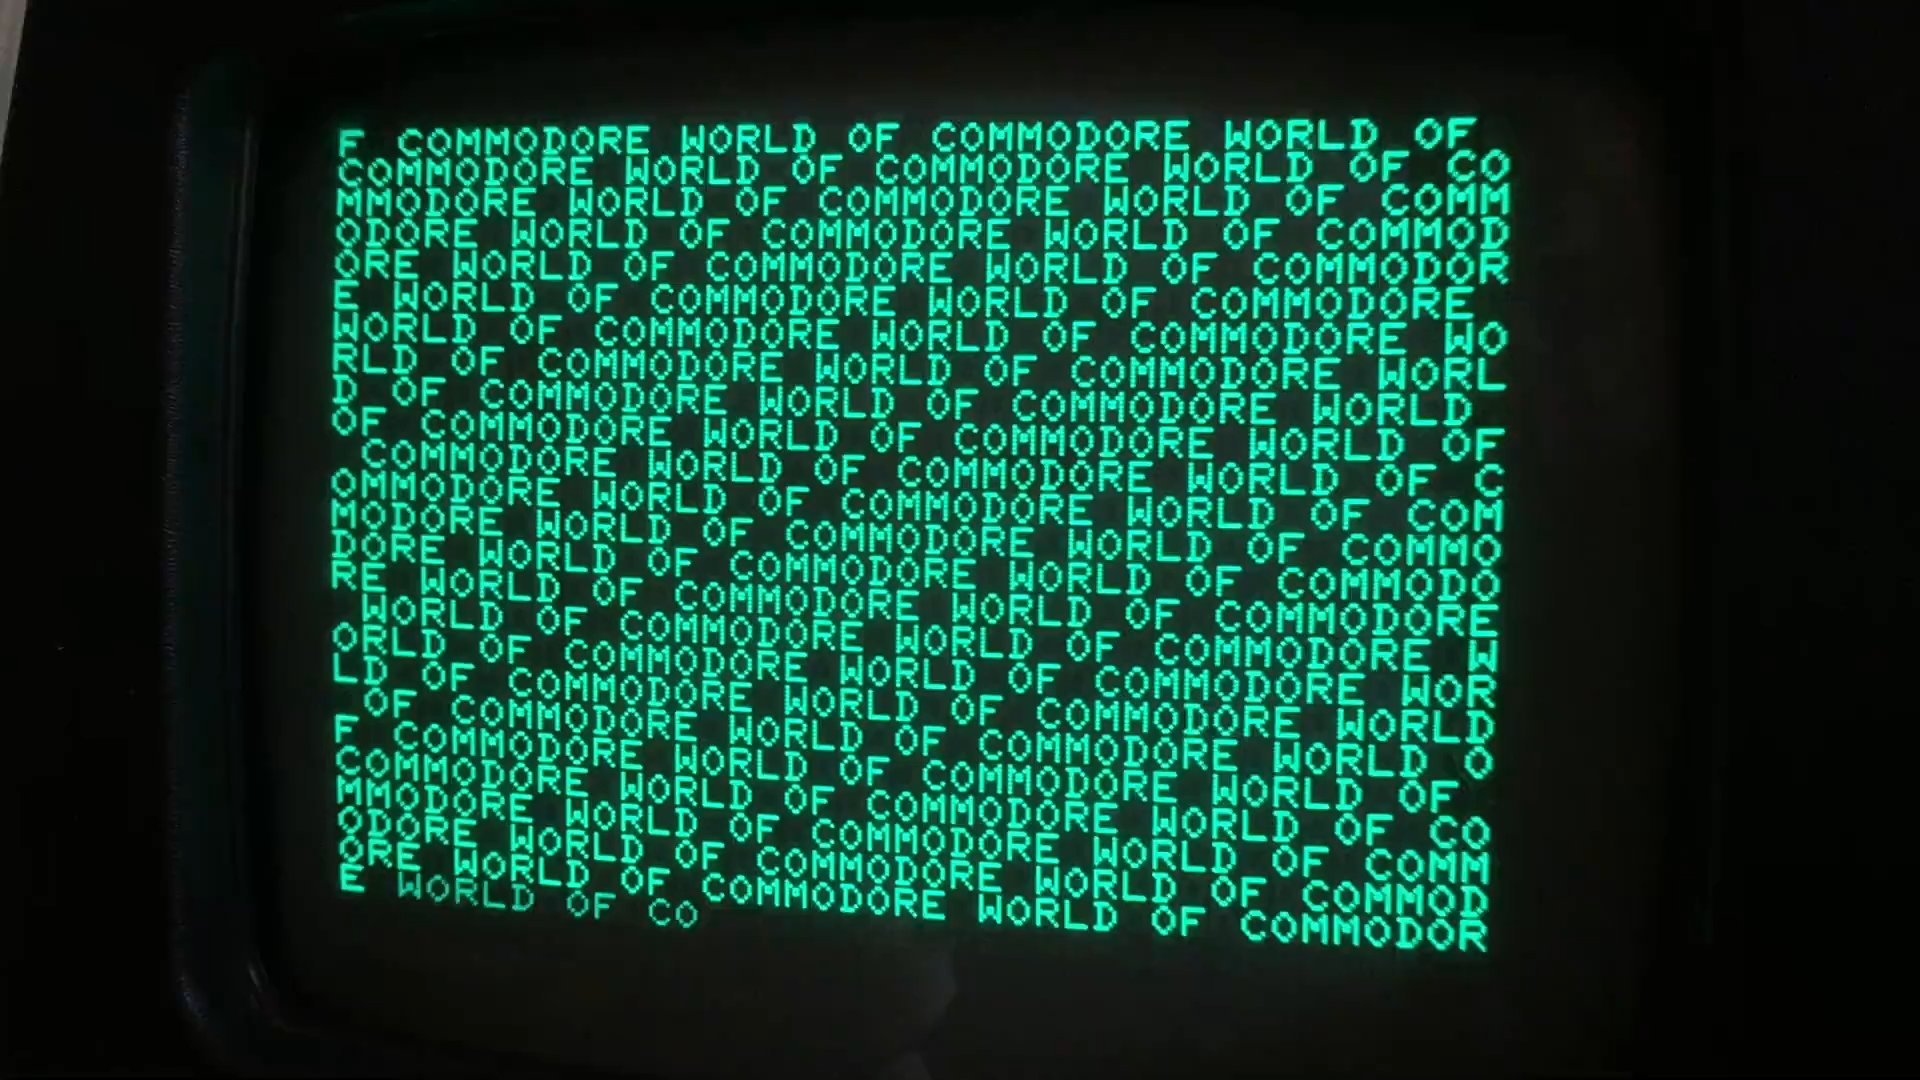 F COMMODORE WORLD OF COMMODORE WORLD OF
COMMODORE WORLD OF COMMODORE WORLD OF CO
MMODORE WORLD OF COMMODORE WORLD OF COMM
ODORE WORLD OF COMMODORE WORLD OF COMMOD
ORE WORLD OF COMMODORE WORLD OF COMMODOR
E WORLD OF COMMODORE WORLD OF COMMODORE
WORLD OF COMMODORE WORLD OF COMMODORE WO
RLD OF COMMODORE WORLD OF COMMODORE WORL
D OF COMMODORE WORLD OF COMMODORE WORLD
OF COMMODORE WORLD OF COMMODORE WORLD OF
COMMODORE WORLD OF COMMODORE WORLD OF C
OMMODORE WORLD OF COMMODORE WORLD OF COM
MODORE WORLD OF COMMODORE WORLD OF COMMO
DORE WORLD OF COMMODORE WORLD OF COMMODO
RE WORLD OF COMMODORE WORLD OF COMMODORE
WORLD OF COMMODORE WORLD OF COMMODORE W
ORLD OF COMMODORE WORLD OF COMMODORE WOR
LD OF COMMODORE WORLD OF COMMODORE WORLD
OF COMMODORE WORLD OF COMMODORE WORLD O
F COMMODORE WORLD OF COMMODORE WORLD OF
COMMODORE WORLD OF COMMODORE WORLD OF CO
MMODORE WORLD OF COMMODORE WORLD OF COMM
ODORE WORLD OF COMMODORE WORLD OF COMMOD
ORE WORLD OF COMMODORE WORLD OF COMMODOR
E WORLD OF CO